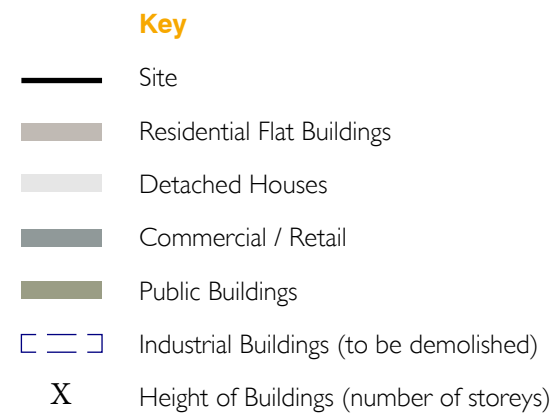 Key
Site
Residential Flat Buildings
Detached Houses
Commercial / Retail
Public Buildings
Industrial Buildings (to be demolished)
X Height of Buildings (number of storeys)